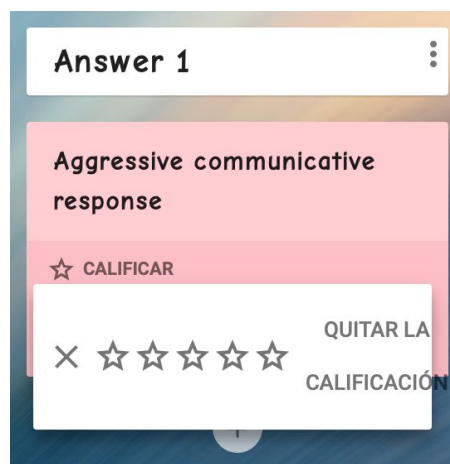 Answer 1
Aggressive communicative
response
CALIFICAR
QUITAR LA
CALIFICACIÓN